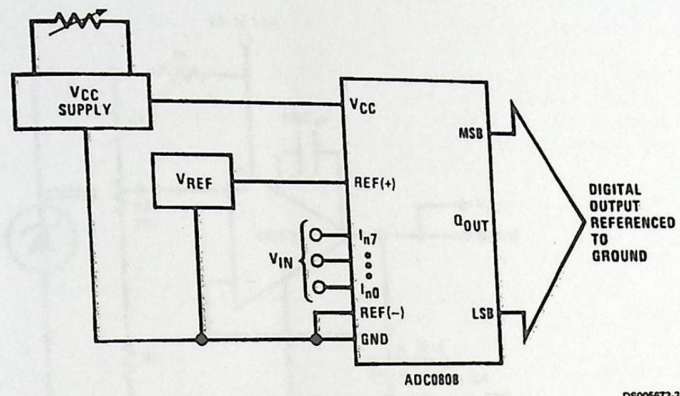 VCC
SUPPLY
VCC
MSB
VREF
REF(+)
DIGITAL
OUTPUT
REFERENCED
TO
GROUND
QOUT
VIN
In7
In0
REF(−)
LSB
GND
ADC0808
DS005672-2